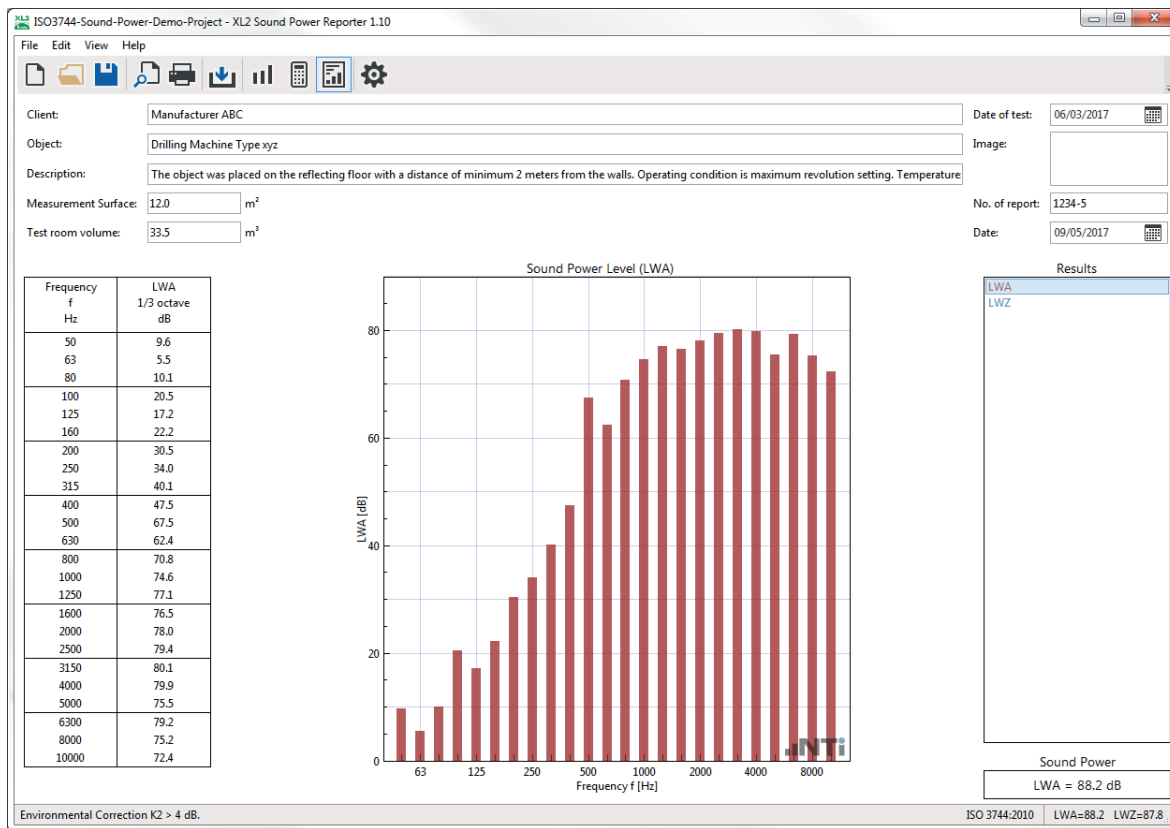 ISO3744-Sound-Power-Demo-Project - XL2 Sound Power Reporter 1.10
File Edit View Help
Client: Manufacturer ABC Date of test: 06/03/2017
Object: Drilling Machine Type xyz Image:
Description: The object was placed on the reflecting floor with a distance of minimum 2 meters from the walls. Operating condition is maximum revolution setting. Temperature
Measurement Surface: 12.0 m² No. of report: 1234-5
Test room volume: 33.5 m³ Date: 09/05/2017
Frequency LWA
f 1/3 octave
Hz dB
50 9.6
63 5.5
80 10.1
100 20.5
125 17.2
160 22.2
200 30.5
250 34.0
315 40.1
400 47.5
500 67.5
630 62.4
800 70.8
1000 74.6
1250 77.1
1600 76.5
2000 78.0
2500 79.4
3150 80.1
4000 79.9
5000 75.5
6300 79.2
8000 75.2
10000 72.4
Sound Power Level (LWA)
80
60
40
20
0
LWA [dB]
63 125 250 500 1000 2000 4000 8000
Frequency f [Hz]
NTi
Results
LWA
LWZ
Sound Power
LWA = 88.2 dB
Environmental Correction K2 > 4 dB. ISO 3744:2010 LWA=88.2 LWZ=87.8